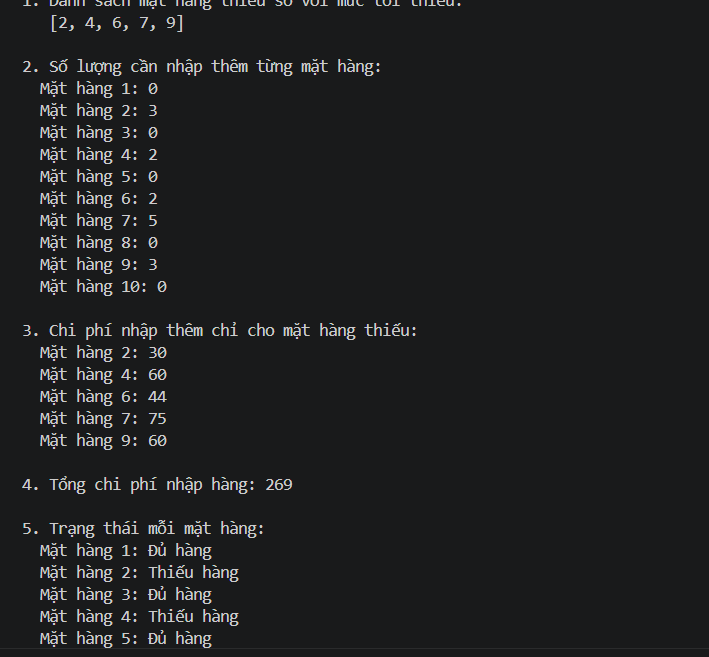 1. Danh sách mặt hàng thiếu so với mức tối thiểu:
[2, 4, 6, 7, 9]
2. Số lượng cần nhập thêm từng mặt hàng:
Mặt hàng 1: 0
Mặt hàng 2: 3
Mặt hàng 3: 0
Mặt hàng 4: 2
Mặt hàng 5: 0
Mặt hàng 6: 2
Mặt hàng 7: 5
Mặt hàng 8: 0
Mặt hàng 9: 3
Mặt hàng 10: 0
3. Chi phí nhập thêm chỉ cho mặt hàng thiếu:
Mặt hàng 2: 30
Mặt hàng 4: 60
Mặt hàng 6: 44
Mặt hàng 7: 75
Mặt hàng 9: 60
4. Tổng chi phí nhập hàng: 269
5. Trạng thái mỗi mặt hàng:
Mặt hàng 1: Đủ hàng
Mặt hàng 2: Thiếu hàng
Mặt hàng 3: Đủ hàng
Mặt hàng 4: Thiếu hàng
Mặt hàng 5: Đủ hàng